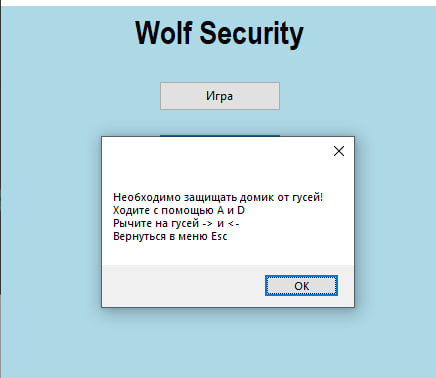 Wolf Security
Игра
Необходимо защищать домик от гусей!
Ходите с помощью A и D
Рычите на гусей -> и <-
Вернуться в меню Esc
OK